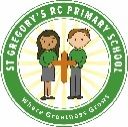 ST GREGORY'S RC PRIMARY SCHOOL
Where Greatness Grows